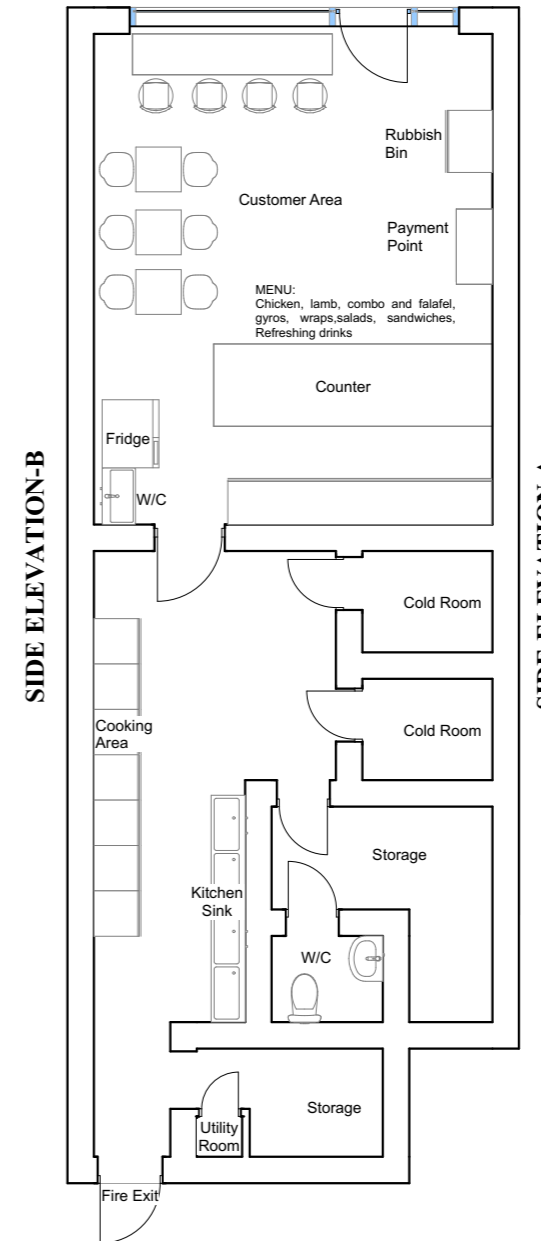 Rubbish
Bin
Customer Area
Payment
Point
MENU:
Chicken, lamb, combo and falafel,
gyros, wraps,salads, sandwiches,
Refreshing drinks
Counter
Fridge
W/C
SIDE ELEVATION-B
Cold Room
Cooking
Area
Cold Room
Storage
Kitchen
Sink
W/C
Storage
Utility
Room
Fire Exit